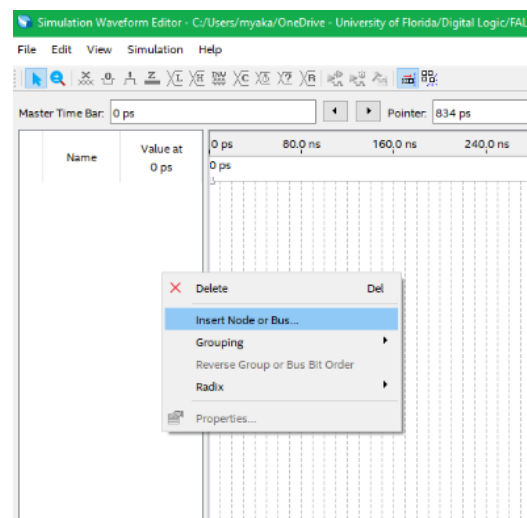 Simulation Waveform Editor - C:/Users/myaka/OneDrive - University of Florida/Digital Logic/FAL
File Edit View Simulation Help
Master Time Bar: 0 ps Pointer: 834 ps
Name
Value at
0 ps
0 ps 80.0 ns 160.0 ns 240.0 ns
0 ps
Delete Del
Insert Node or Bus...
Grouping
Reverse Group or Bus Bit Order
Radix
Properties...